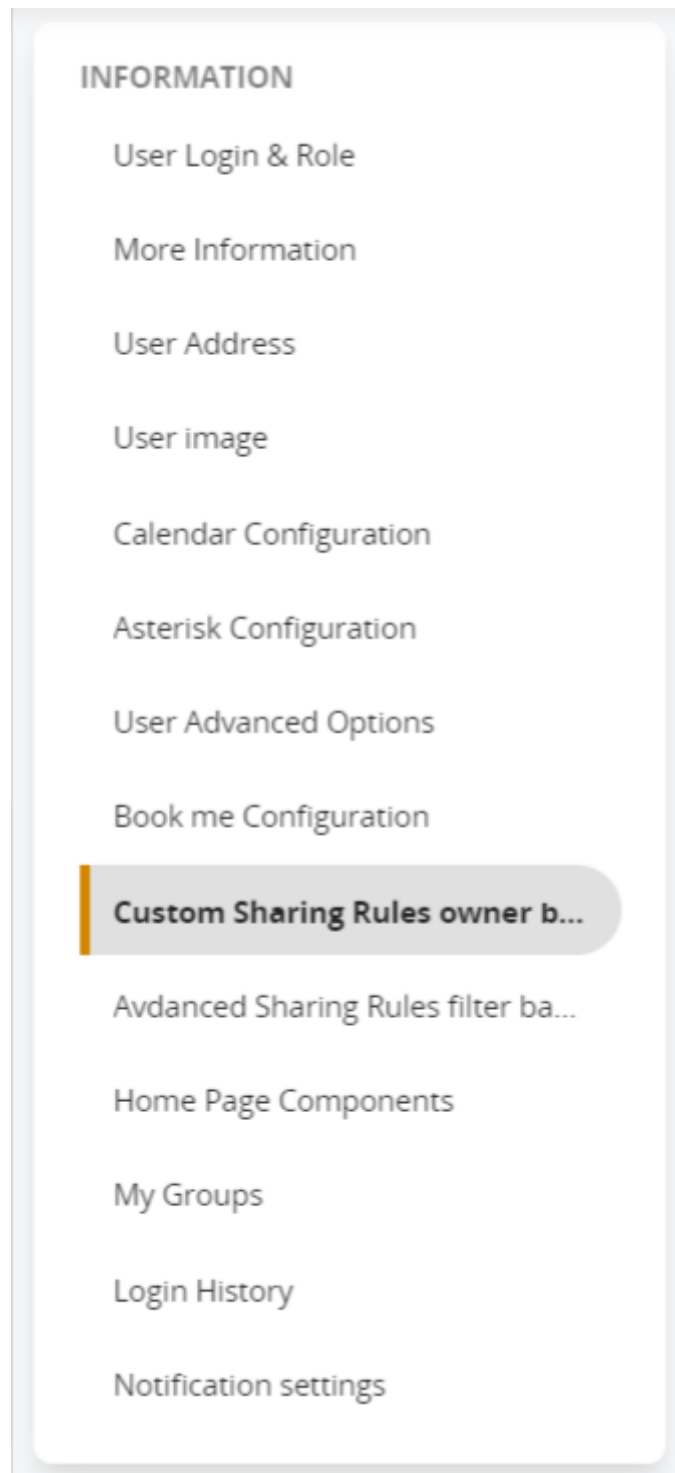 INFORMATION
User Login & Role
More Information
User Address
User image
Calendar Configuration
Asterisk Configuration
User Advanced Options
Book me Configuration
Custom Sharing Rules owner b...
Avdanced Sharing Rules filter ba...
Home Page Components
My Groups
Login History
Notification settings